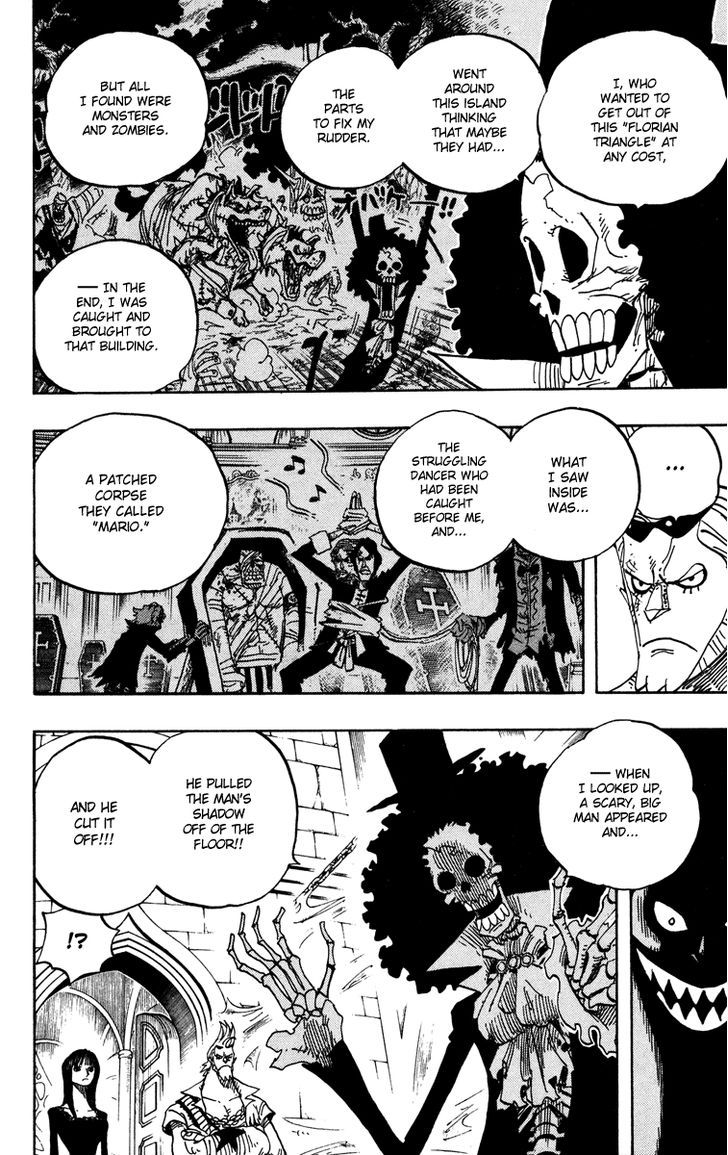 I, WHO
WANTED TO
GET OUT OF
THIS "FLORIAN
TRIANGLE" AT
ANY COST,
WENT
AROUND
THIS ISLAND
THINKING
THAT MAYBE
THEY HAD...
THE
PARTS
TO FIX MY
RUDDER.
BUT ALL
I FOUND WERE
MONSTERS
AND ZOMBIES.
オバケー!!
— IN THE
END, I WAS
CAUGHT AND
BROUGHT TO
THAT BUILDING.
...
WHAT
I SAW
INSIDE
WAS...
THE
STRUGGLING
DANCER WHO
HAD BEEN
CAUGHT
BEFORE ME,
AND...
A PATCHED
CORPSE
THEY CALLED
"MARIO."
— WHEN
I LOOKED UP,
A SCARY, BIG
MAN APPEARED
AND...
HE PULLED
THE MAN'S
SHADOW
OFF OF THE
FLOOR!!
AND HE
CUT IT
OFF!!!
!?